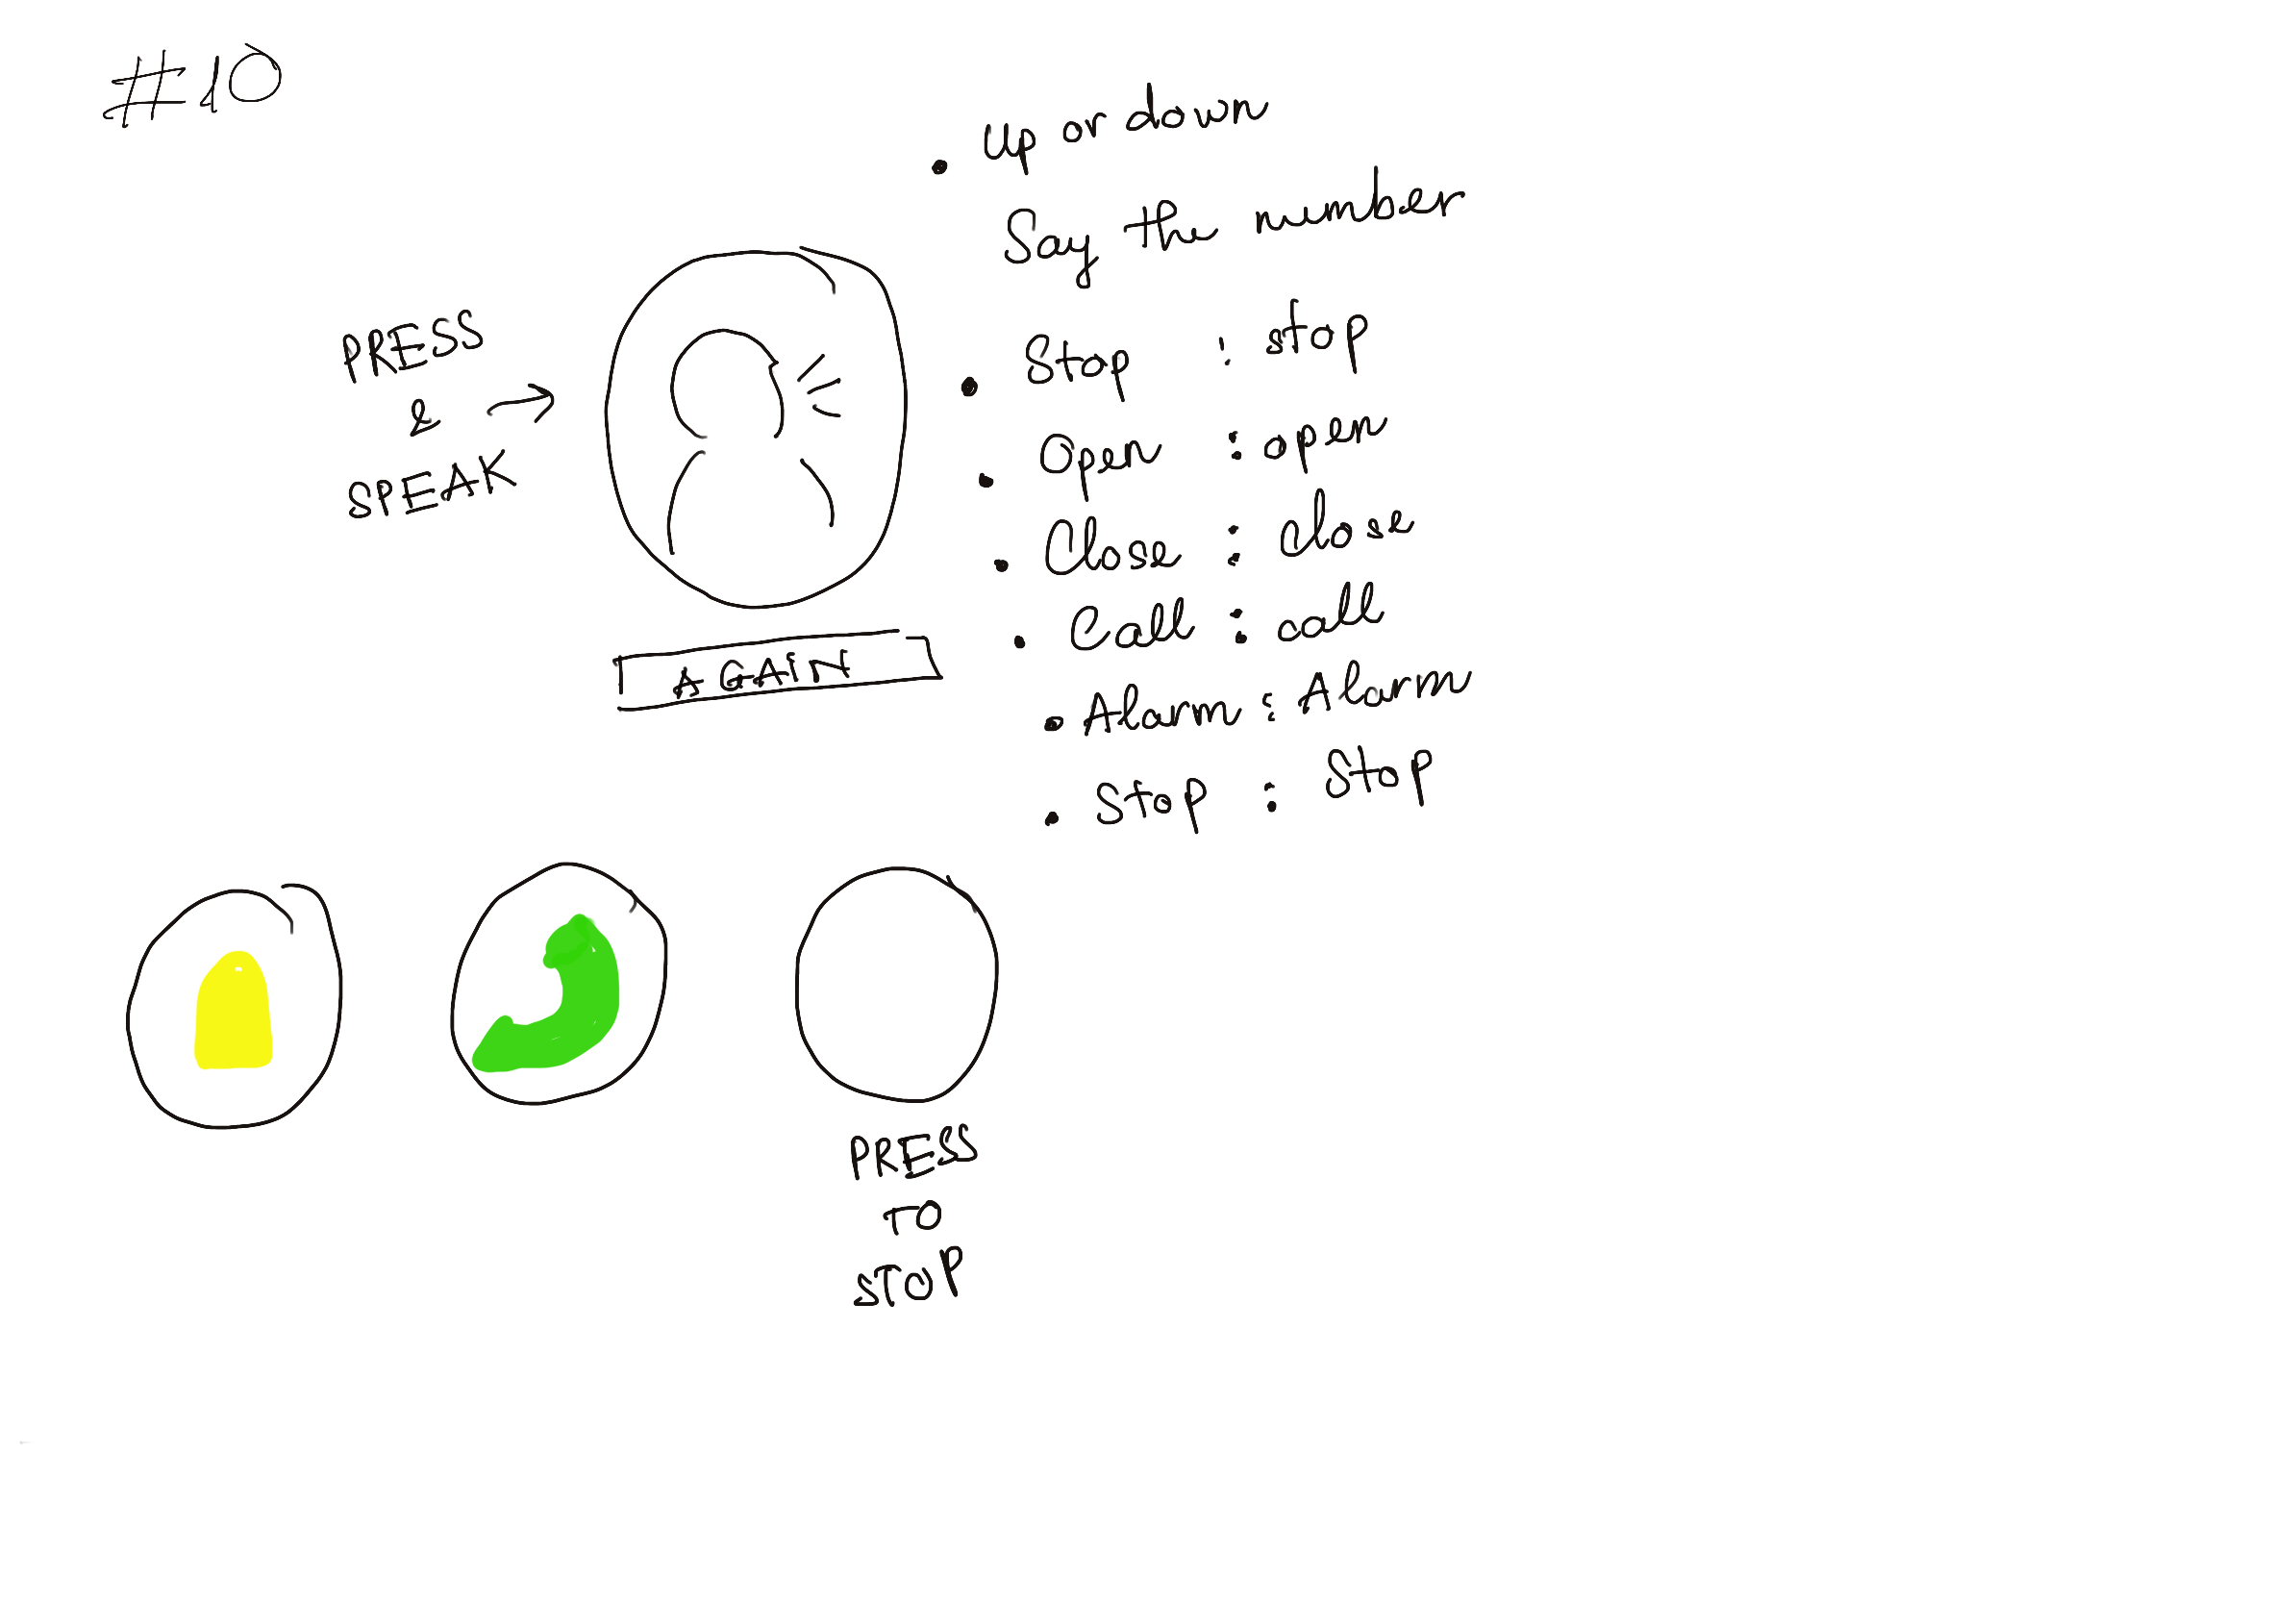 #10
• Up or down
Say the number
PRESS
&
SPEAK
• Stop : stop
• Open : open
• Close : close
• Call : call
AGAIN
• Alarm : Alarm
• Stop : Stop
PRESS
TO
STOP